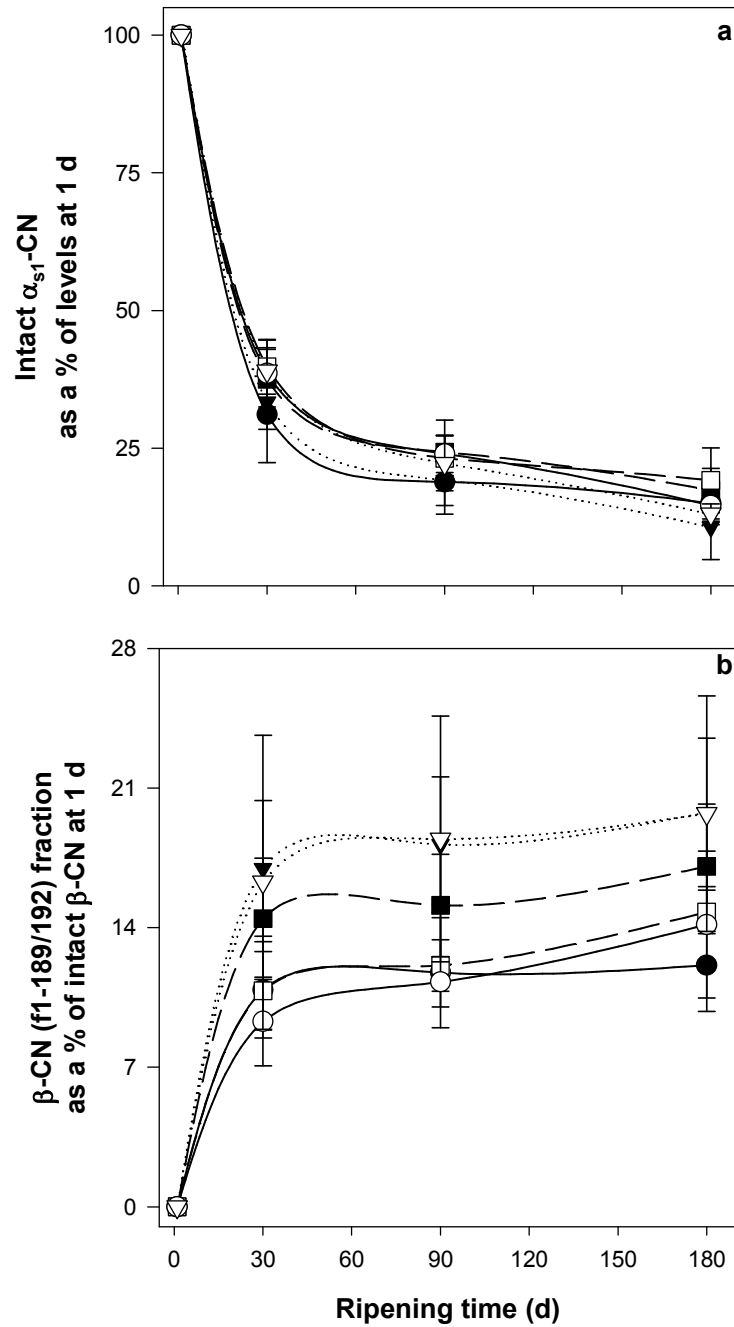 a
100
75
50
25
0
Intact αs1-CN
as a % of levels at 1 d
b
28
21
14
7
0
β-CN (f1-189/192) fraction
as a % of intact β-CN at 1 d
0 30 60 90 120 150 180
Ripening time (d)